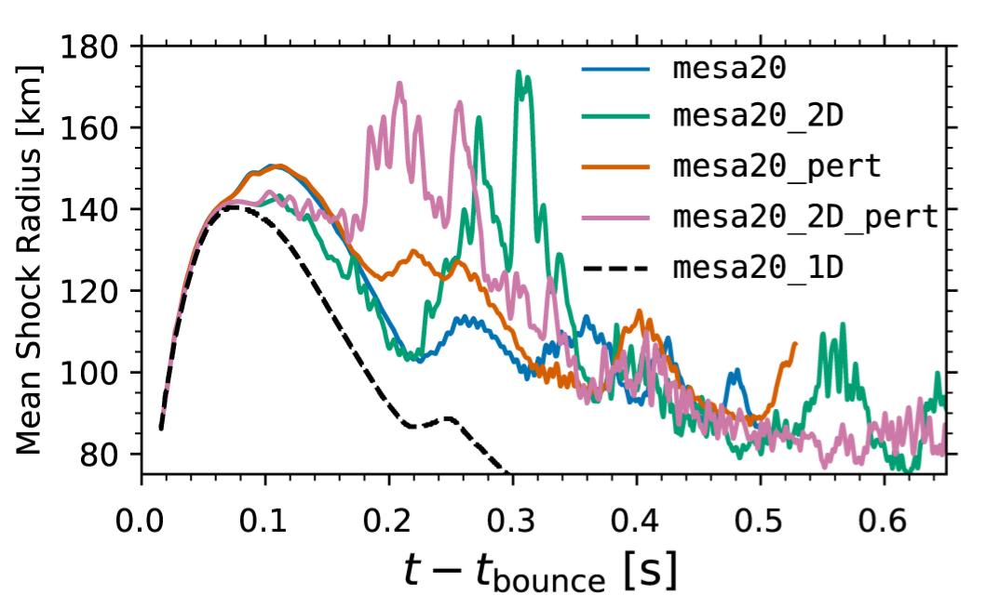 180
160
140
120
100
80
Mean Shock Radius [km]
mesa20
mesa20_2D
mesa20_pert
mesa20_2D_pert
mesa20_1D
0.0 0.1 0.2 0.3 0.4 0.5 0.6
t − t_bounce [s]